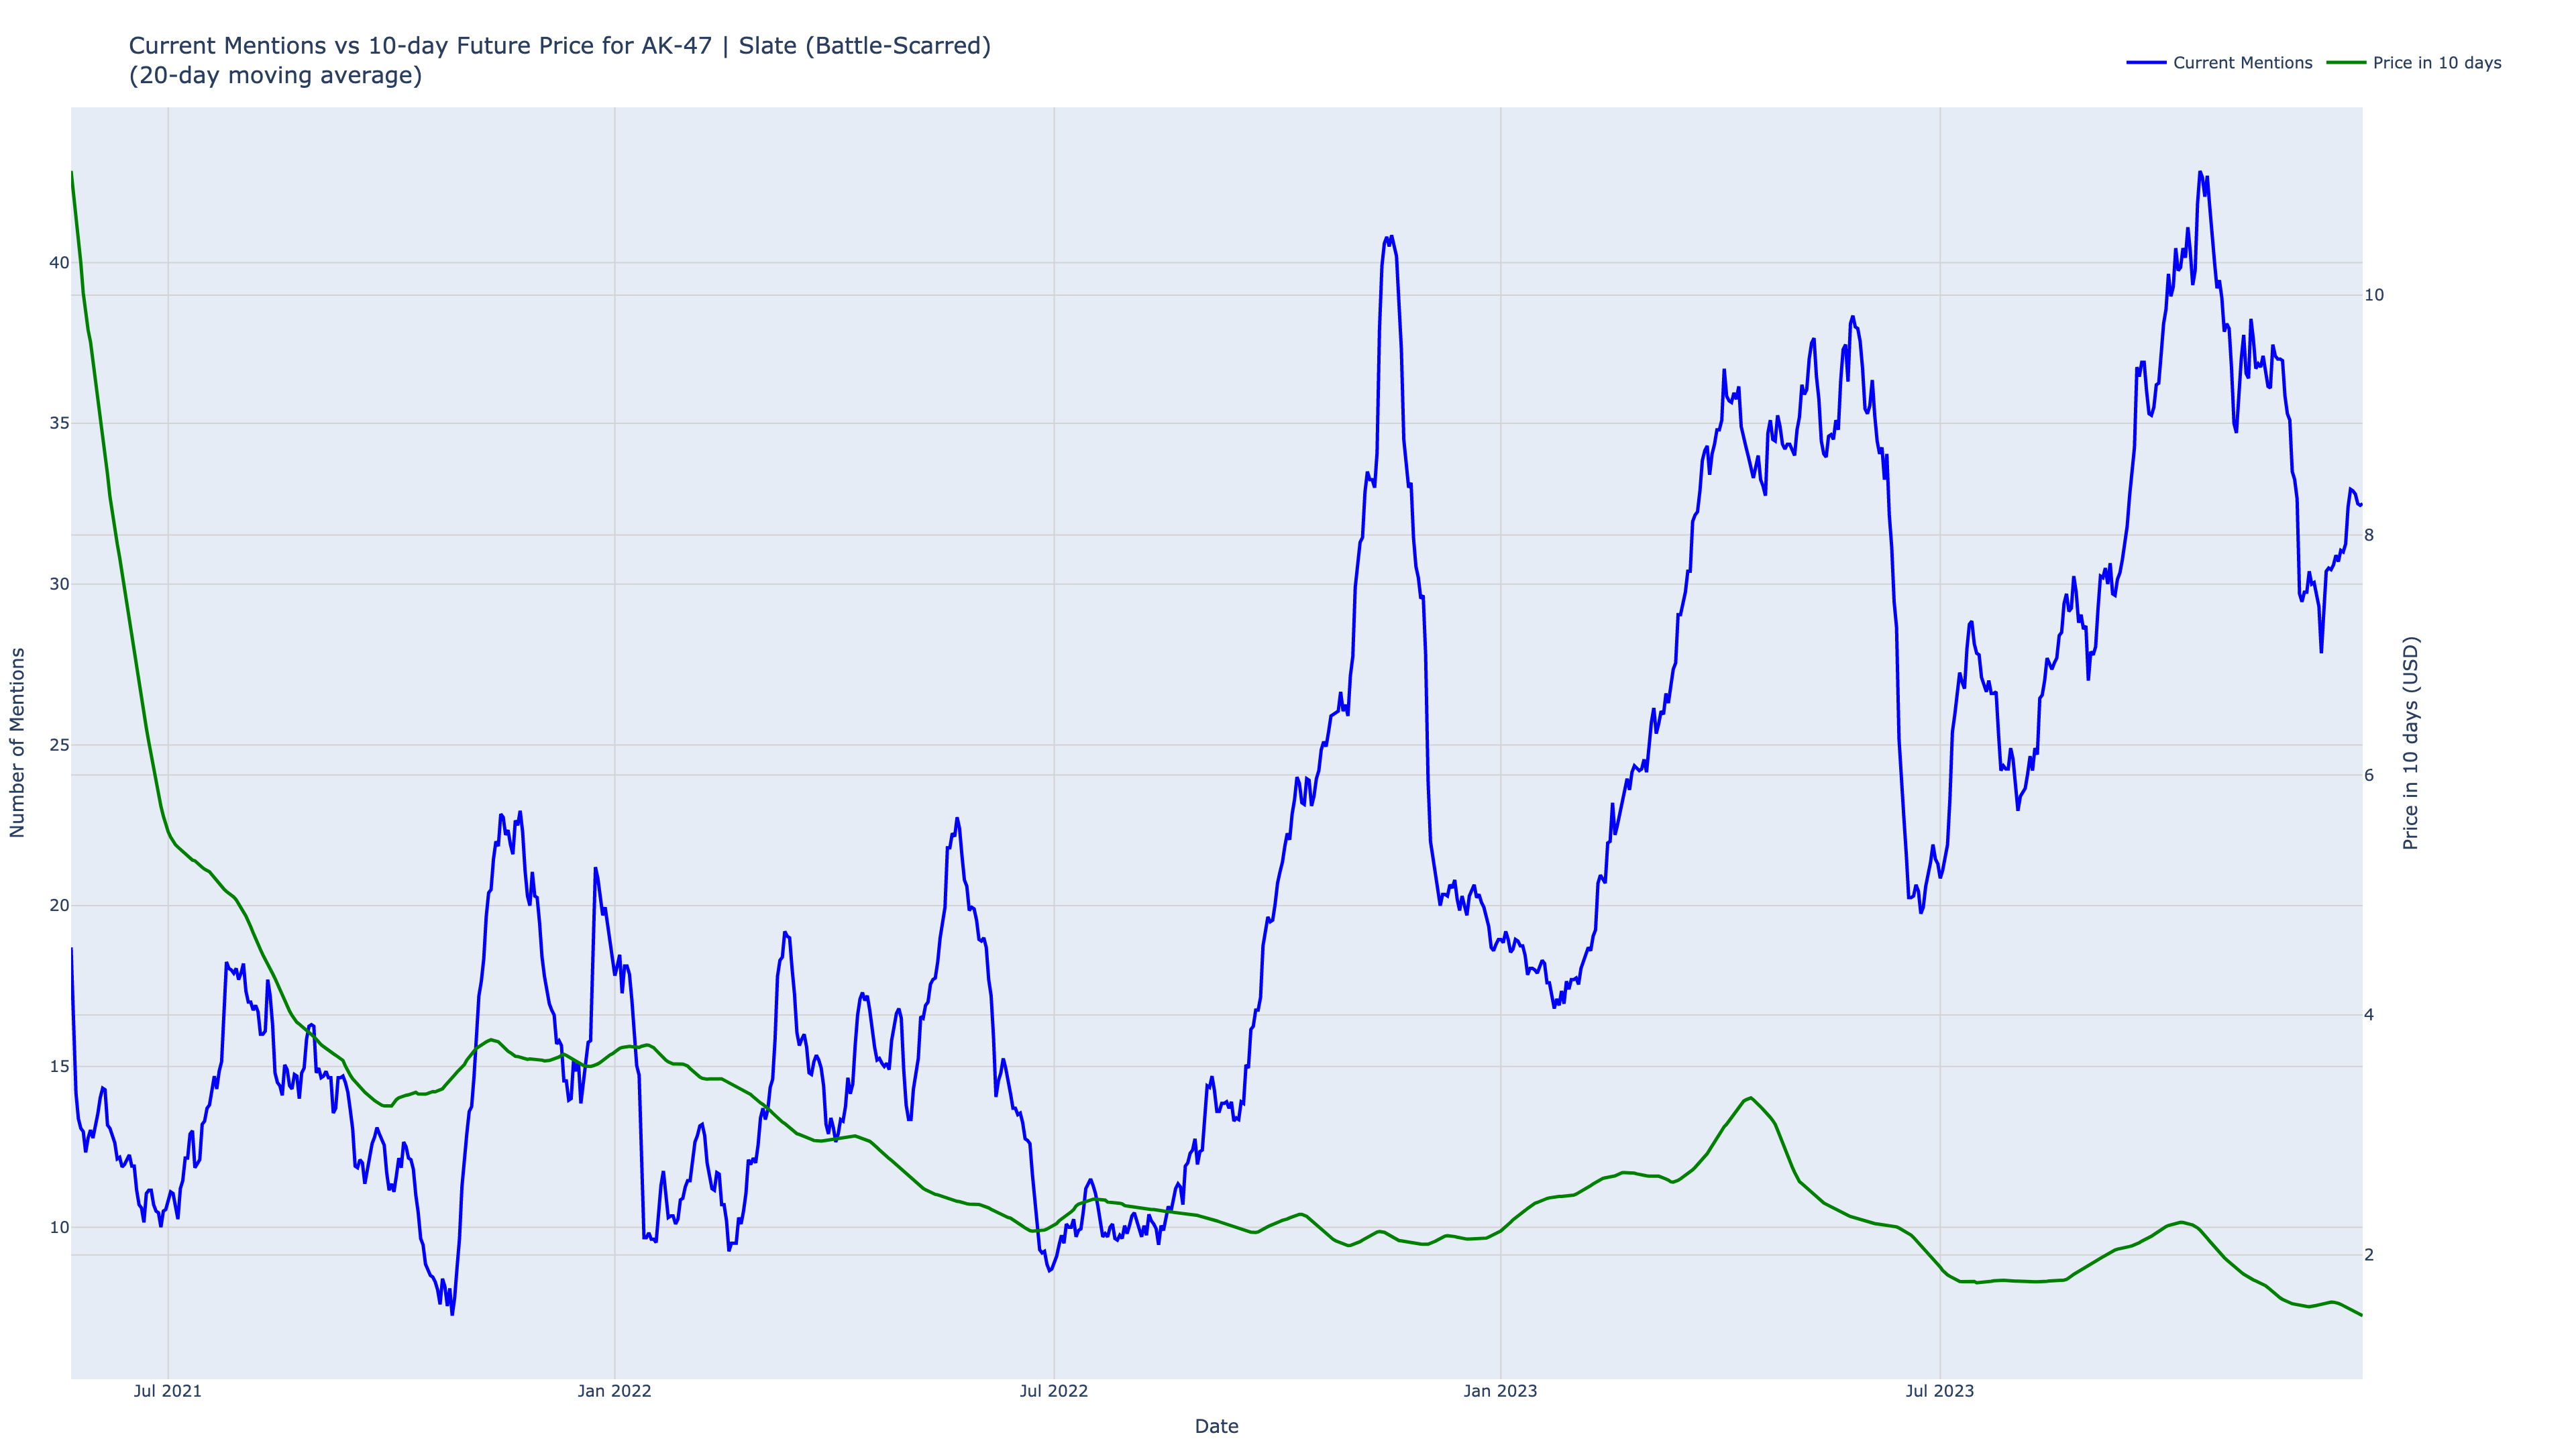 Current Mentions vs 10-day Future Price for AK-47 | Slate (Battle-Scarred)
(20-day moving average)
Current Mentions
Price in 10 days
Number of Mentions
40
35
30
25
20
15
10
10
8
6
4
2
Price in 10 days (USD)
Jul 2021
Jan 2022
Jul 2022
Jan 2023
Jul 2023
Date